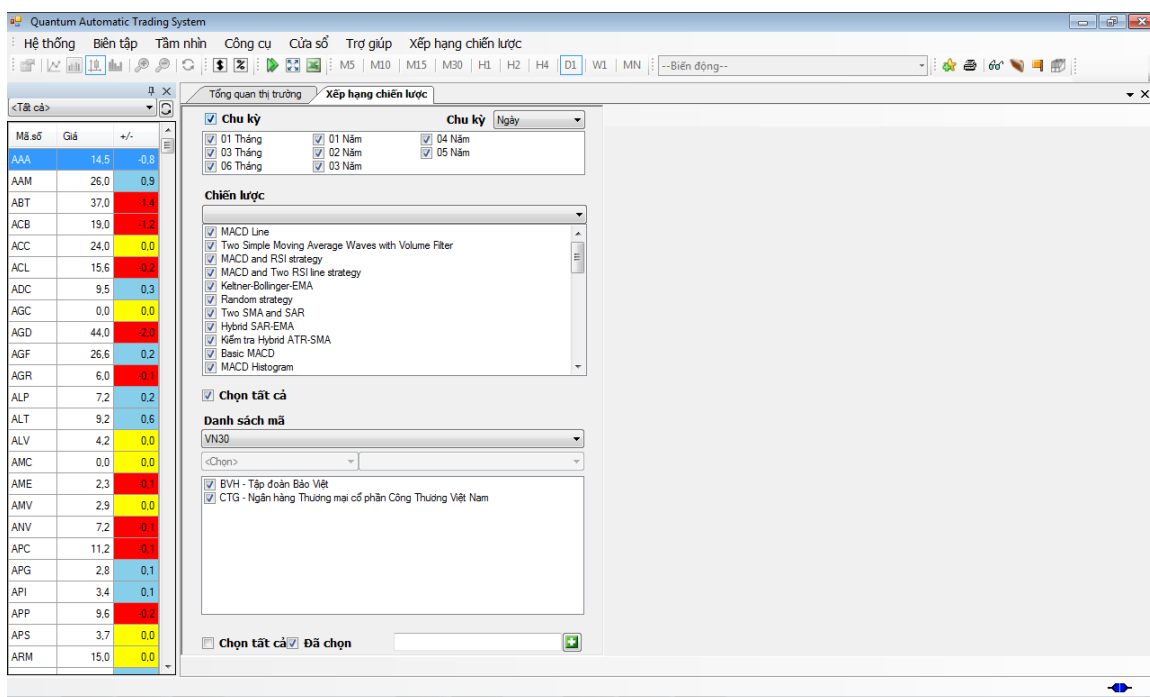 Quantum Automatic Trading System
Hệ thống Biên tập Tầm nhìn Công cụ Cửa sổ Trợ giúp Xếp hạng chiến lược
$ % M5 M10 M15 M30 H1 H2 H4 D1 W1 MN --Biến động--
Tổng quan thị trường Xếp hạng chiến lược
<Tất cả>
Mã số Giá +/-
AAA 14,5 -0,8
AAM 26,0 0,9
ABT 37,0 -1,4
ACB 19,0 -1,2
ACC 24,0 0,0
ACL 15,6 -0,2
ADC 9,5 0,3
AGC 0,0 0,0
AGD 44,0 -2,0
AGF 26,6 0,2
AGR 6,0 -0,1
ALP 7,2 0,2
ALT 9,2 0,6
ALV 4,2 0,0
AMC 0,0 0,0
AME 2,3 -0,1
AMV 2,9 0,0
ANV 7,2 -0,1
APC 11,2 -0,1
APG 2,8 0,1
API 3,4 0,1
APP 9,6 -0,2
APS 3,7 0,0
ARM 15,0 0,0
Chu kỳ Chu kỳ Ngày
01 Tháng 01 Năm 04 Năm
03 Tháng 02 Năm 05 Năm
06 Tháng 03 Năm
Chiến lược
MACD Line
Two Simple Moving Average Waves with Volume Filter
MACD and RSI strategy
MACD and Two RSI line strategy
Keltner-Bollinger-EMA
Random strategy
Two SMA and SAR
Hybrid SAR-EMA
Kiểm tra Hybrid ATR-SMA
Basic MACD
MACD Histogram
Chọn tất cả
Danh sách mã
VN30
<Chọn>
BVH - Tập đoàn Bảo Việt
CTG - Ngân hàng Thương mại cổ phần Công Thương Việt Nam
Chọn tất cả Đã chọn